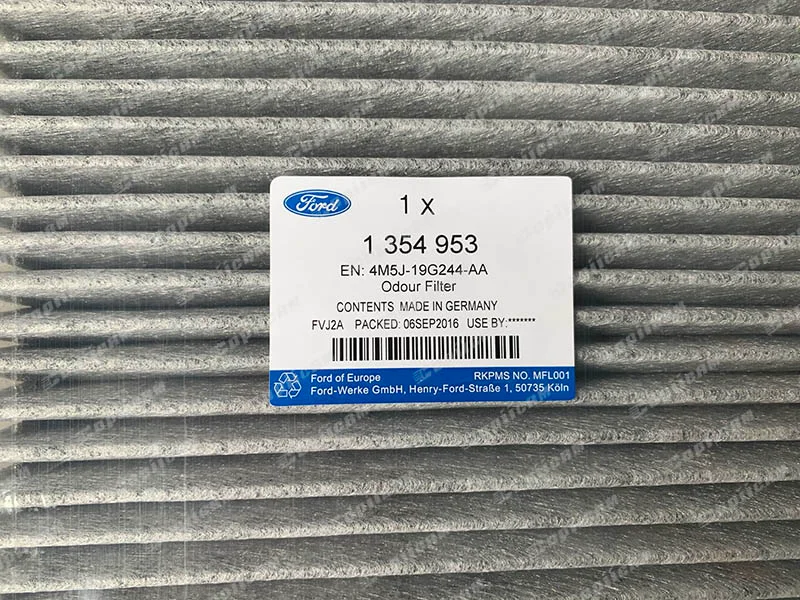 Ford
1 x
1 354 953
EN: 4M5J-19G244-AA
Odour Filter
CONTENTS MADE IN GERMANY
FVJ2A PACKED: 06SEP2016 USE BY:*******
Ford of Europe RKPMS NO. MFL001
Ford-Werke GmbH, Henry-Ford-Straße 1, 50735 Köln